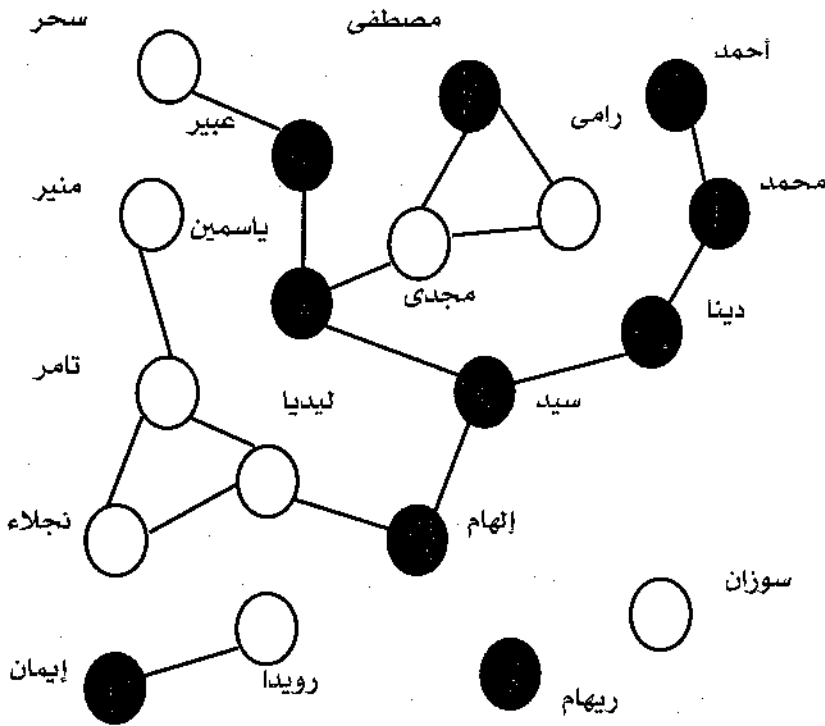 سحر
مصطفى
أحمد
رامى
عبير
محمد
منير
ياسمين
مجدى
دينا
تامر
ليديا
سيد
نجلاء
إلهام
سوزان
إيمان
رويدا
ريهام